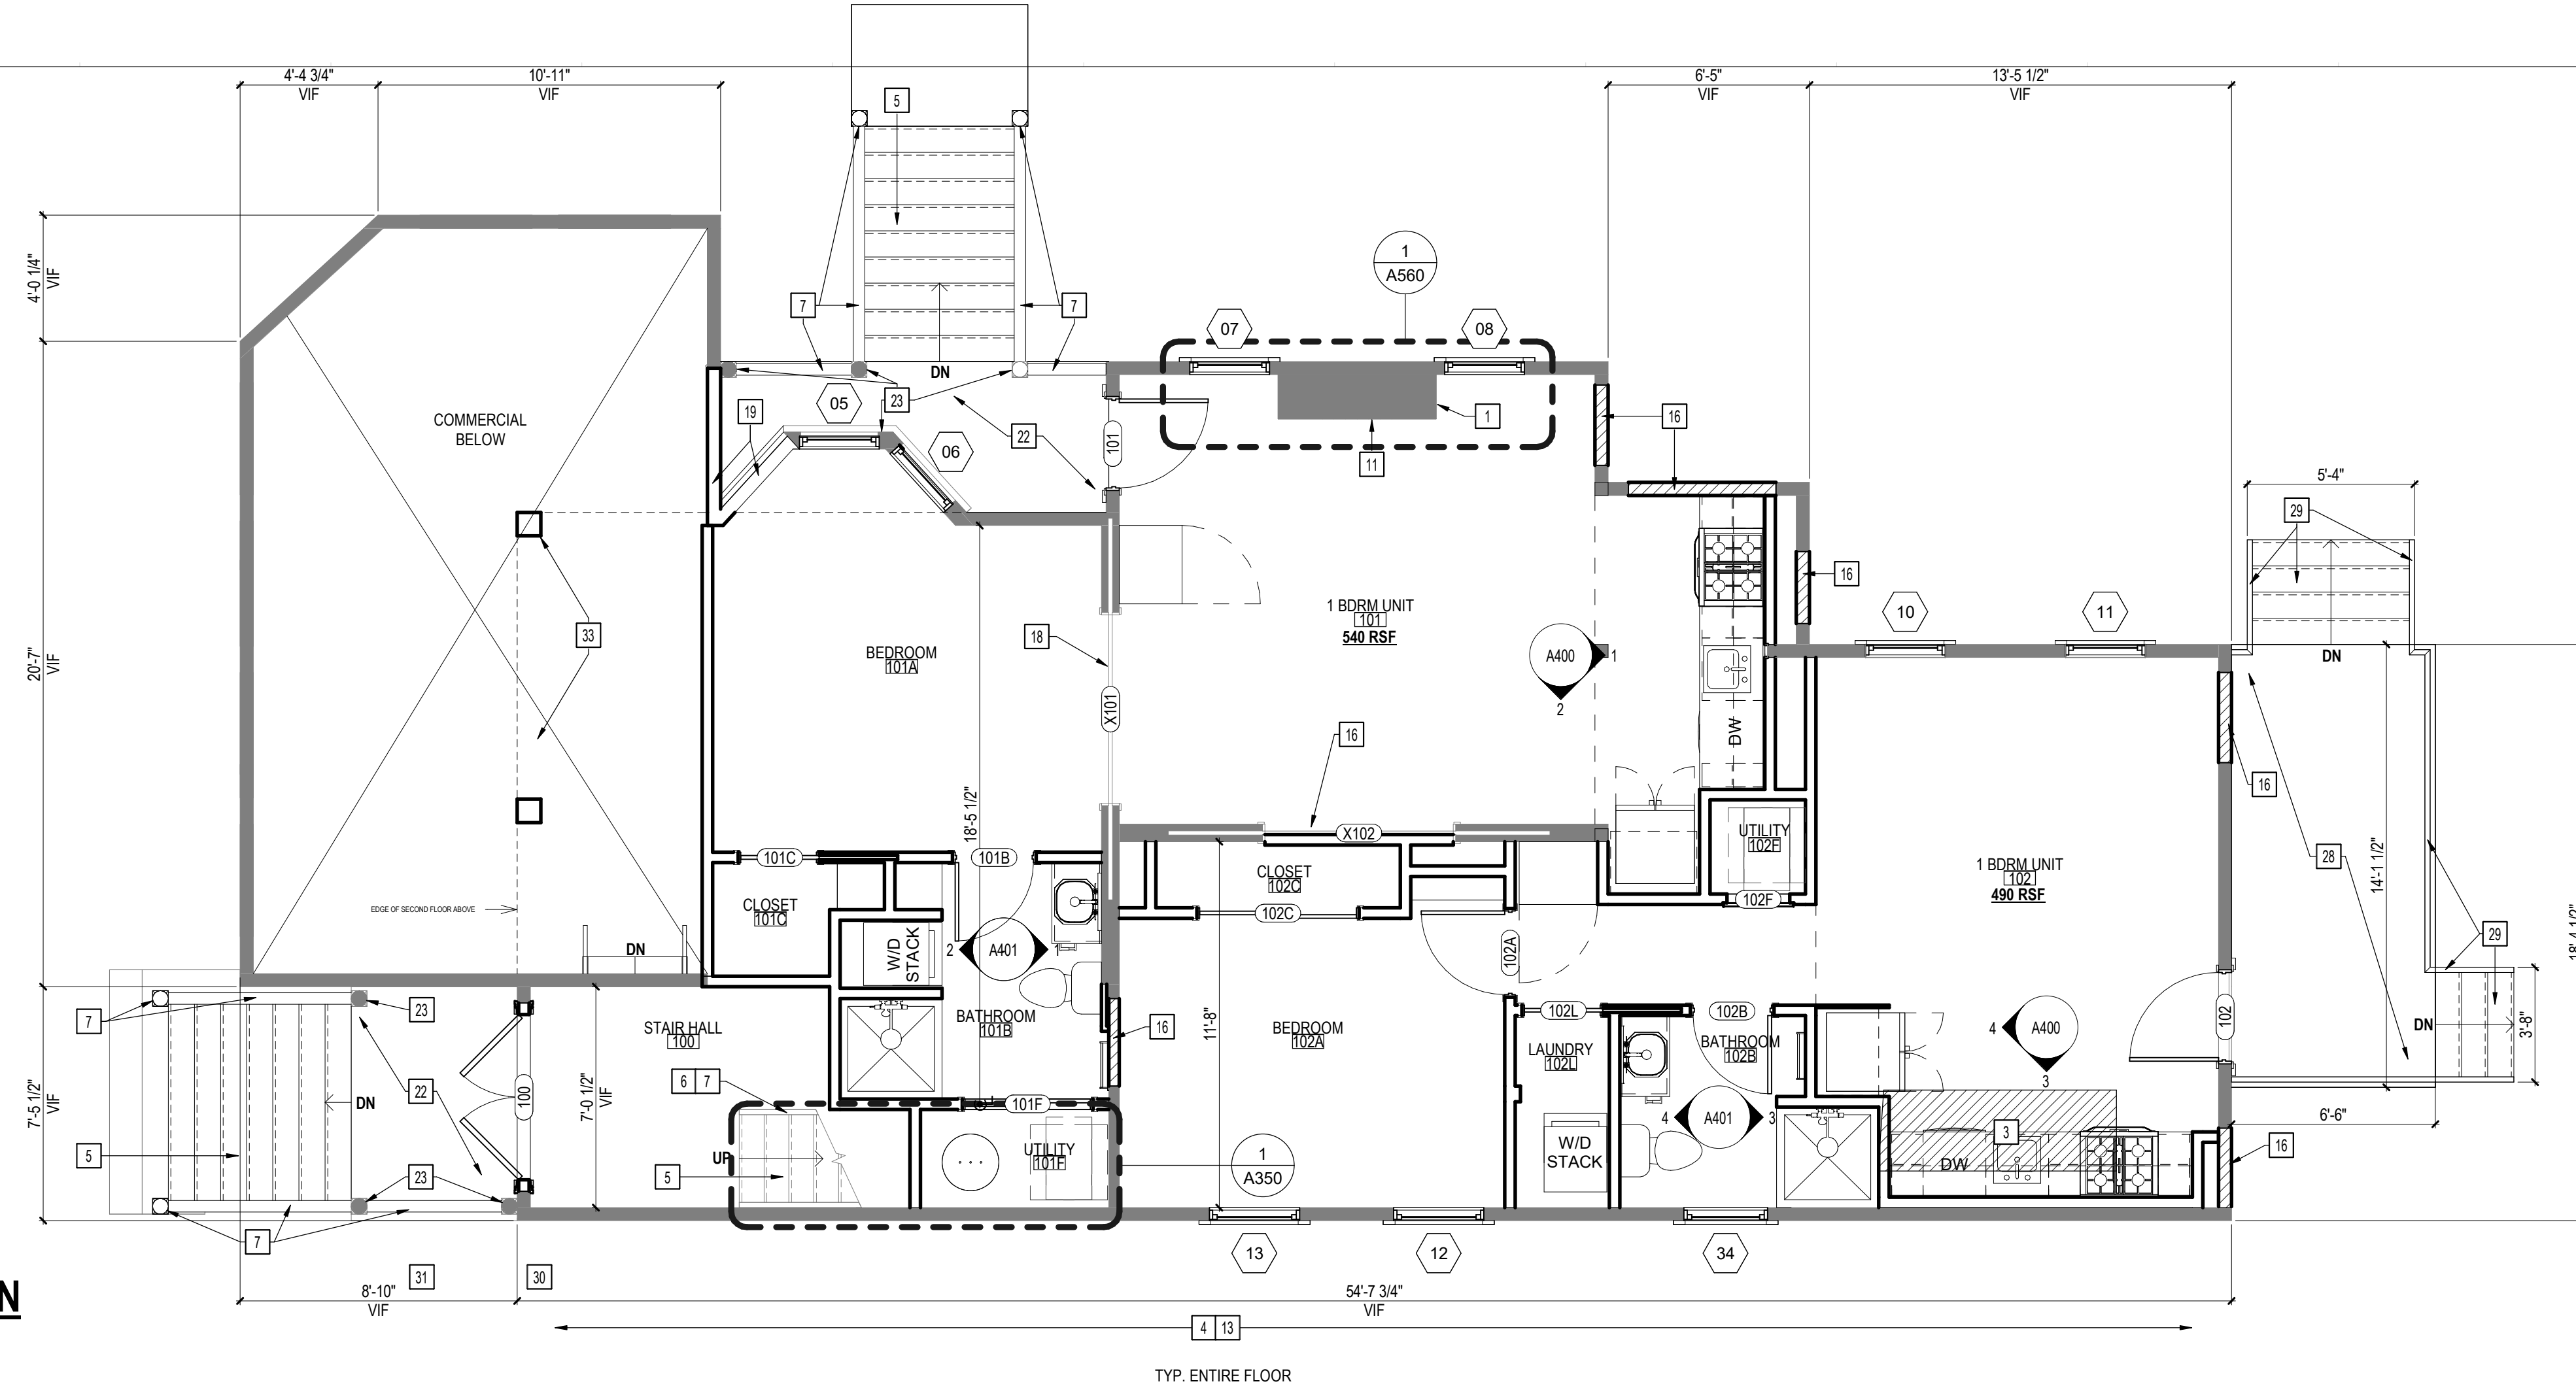 4'-4 3/4"
VIF
10'-11"
VIF
6'-5"
VIF
13'-5 1/2"
VIF
5
4'-0 1/4"
VIF
1
A560
7
7
07
08
DN
05
23
19
22
101
06
1
11
16
COMMERCIAL
BELOW
5'-4"
29
16
10
11
33
18
1 BDRM UNIT
101
540 RSF
A400
1
2
BEDROOM
101A
DN
20'-7"
VIF
X101
16
DW
16
18'-5 1/2"
X102
UTILITY
102F
101C
101B
1 BDRM UNIT
102
490 RSF
28
14'-1 1/2"
CLOSET
102C
CLOSET
101C
102C
102F
EDGE OF SECOND FLOOR ABOVE
DN
2
A401
1
W/D
STACK
102A
29
18'-4 1/2"
7
23
STAIR HALL
100
BATHROOM
101B
16
11'-8"
BEDROOM
102A
102L
102B
LAUNDRY
102L
BATHROOM
102B
4
A400
3
102
DN
3'-8"
7'-5 1/2"
VIF
DN
22
100
7'-0 1/2"
VIF
6
7
101F
4
A401
3
6'-6"
5
UP
5
UTILITY
101F
1
A350
W/D
STACK
3
DW
16
23
7
13
12
34
31
30
8'-10"
VIF
54'-7 3/4"
VIF
N
4
13
TYP. ENTIRE FLOOR